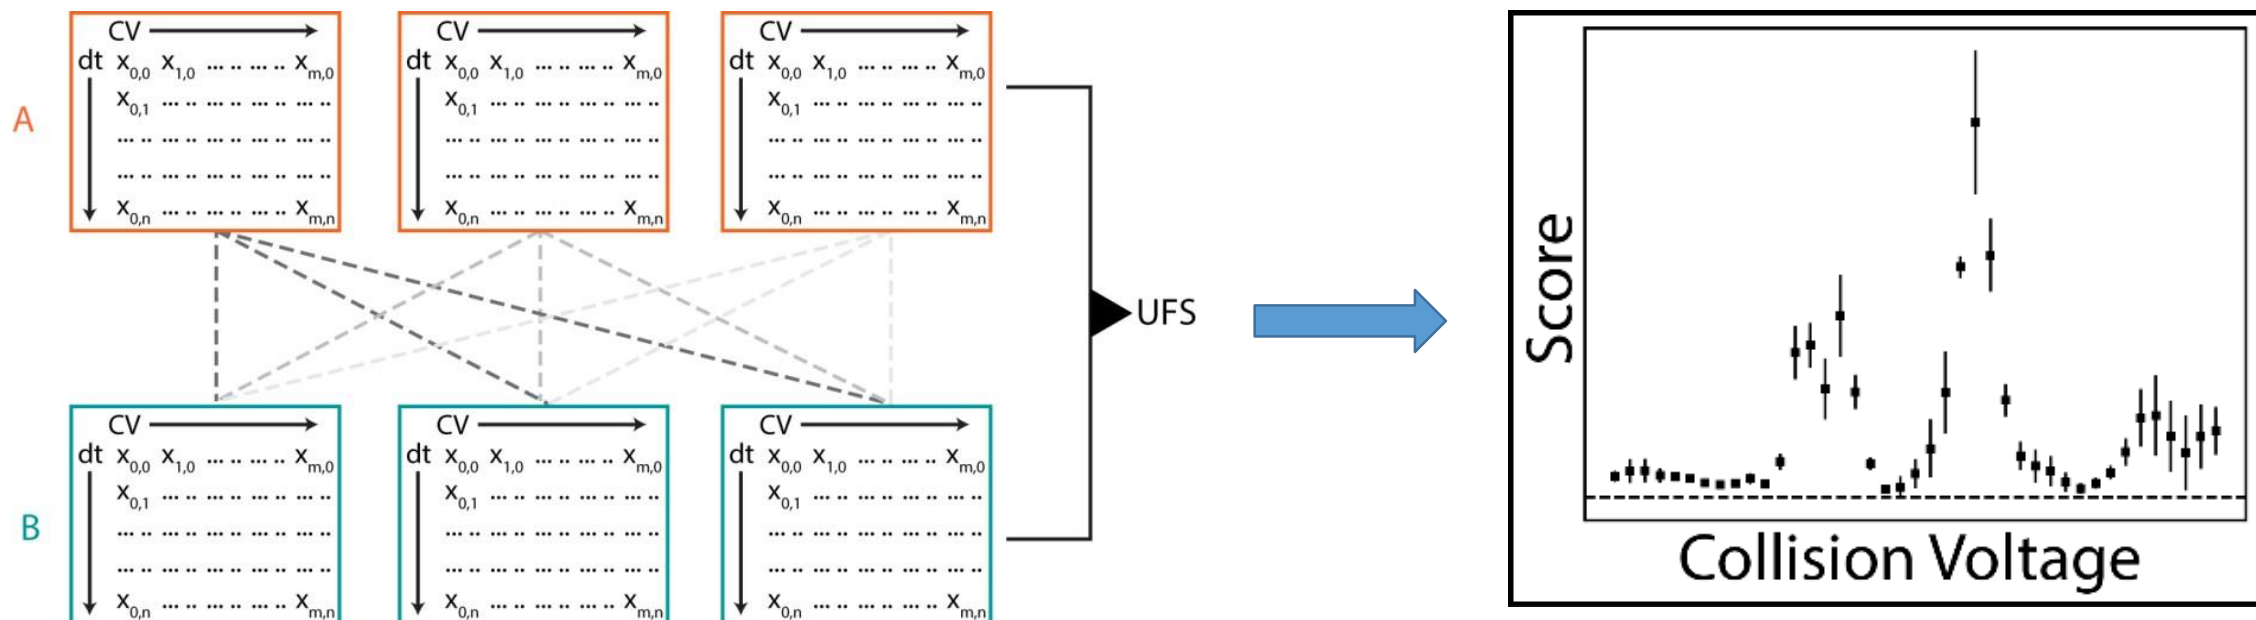 CV CV CV
dt x0,0 x1,0 ... .. ... .. xm,0 dt x0,0 x1,0 ... .. ... .. xm,0 dt x0,0 x1,0 ... .. ... .. xm,0
x0,1 ... .. ... .. ... .. ... .. x0,1 ... .. ... .. ... .. ... .. x0,1 ... .. ... .. ... .. ... ..
A
... .. ... .. ... .. ... .. ... .. ... .. ... .. ... .. ... .. ... .. ... .. ... .. ... .. ... .. ... ..
... .. ... .. ... .. ... .. ... .. ... .. ... .. ... .. ... .. ... .. ... .. ... .. ... .. ... .. ... ..
x0,n ... .. ... .. ... .. xm,n x0,n ... .. ... .. ... .. xm,n x0,n ... .. ... .. ... .. xm,n
UFS
CV CV CV
dt x0,0 x1,0 ... .. ... .. xm,0 dt x0,0 x1,0 ... .. ... .. xm,0 dt x0,0 x1,0 ... .. ... .. xm,0
x0,1 ... .. ... .. ... .. ... .. x0,1 ... .. ... .. ... .. ... .. x0,1 ... .. ... .. ... .. ... ..
B
... .. ... .. ... .. ... .. ... .. ... .. ... .. ... .. ... .. ... .. ... .. ... .. ... .. ... .. ... ..
... .. ... .. ... .. ... .. ... .. ... .. ... .. ... .. ... .. ... .. ... .. ... .. ... .. ... .. ... ..
x0,n ... .. ... .. ... .. xm,n x0,n ... .. ... .. ... .. xm,n x0,n ... .. ... .. ... .. xm,n
Score
Collision Voltage